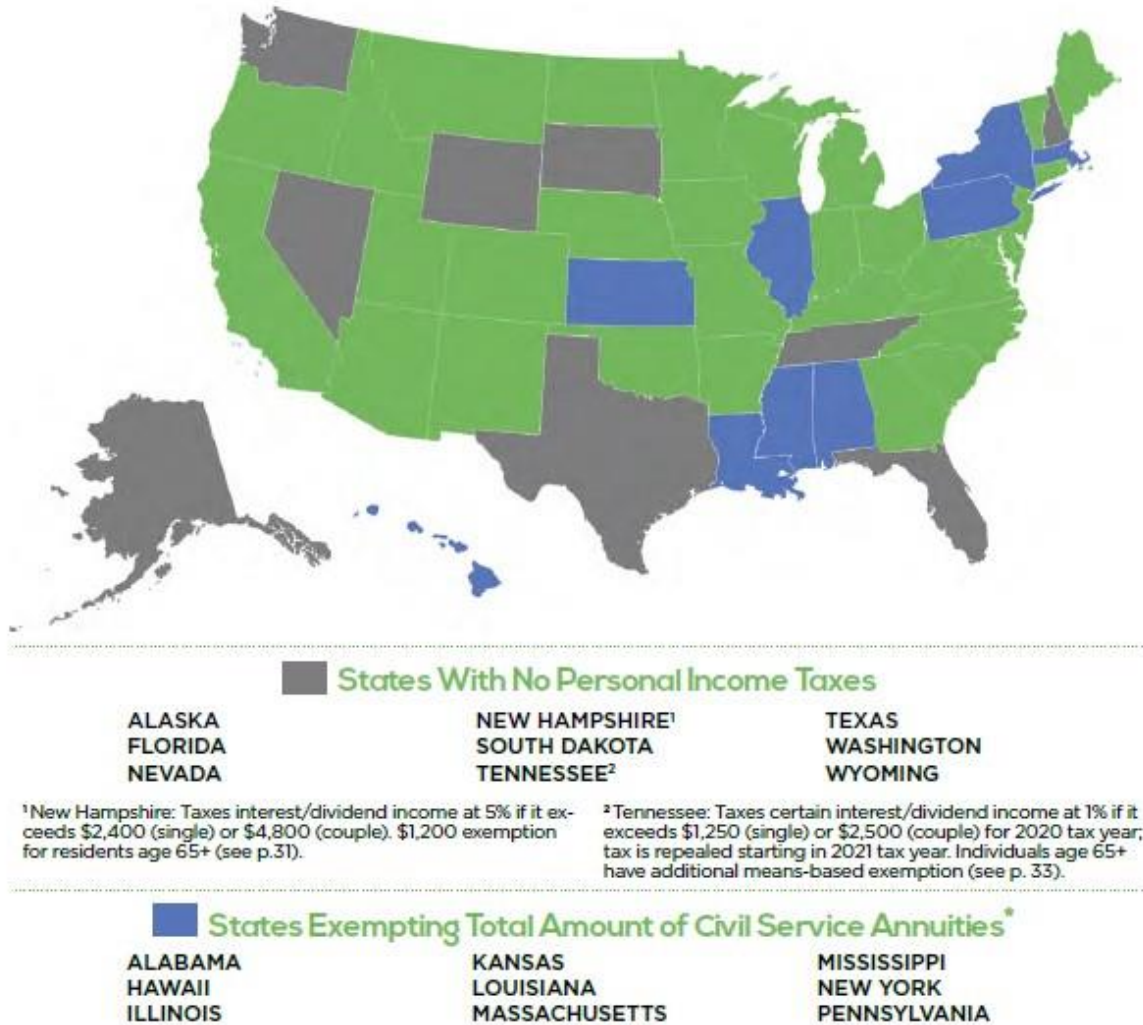 States With No Personal Income Taxes
ALASKA
FLORIDA
NEVADA
NEW HAMPSHIRE¹
SOUTH DAKOTA
TENNESSEE²
TEXAS
WASHINGTON
WYOMING
¹ New Hampshire: Taxes interest/dividend income at 5% if it ex-
ceeds $2,400 (single) or $4,800 (couple). $1,200 exemption
for residents age 65+ (see p.31).
² Tennessee: Taxes certain interest/dividend income at 1% if it
exceeds $1,250 (single) or $2,500 (couple) for 2020 tax year;
tax is repealed starting in 2021 tax year. Individuals age 65+
have additional means-based exemption (see p. 33).
States Exempting Total Amount of Civil Service Annuities*
ALABAMA
HAWAII
ILLINOIS
KANSAS
LOUISIANA
MASSACHUSETTS
MISSISSIPPI
NEW YORK
PENNSYLVANIA